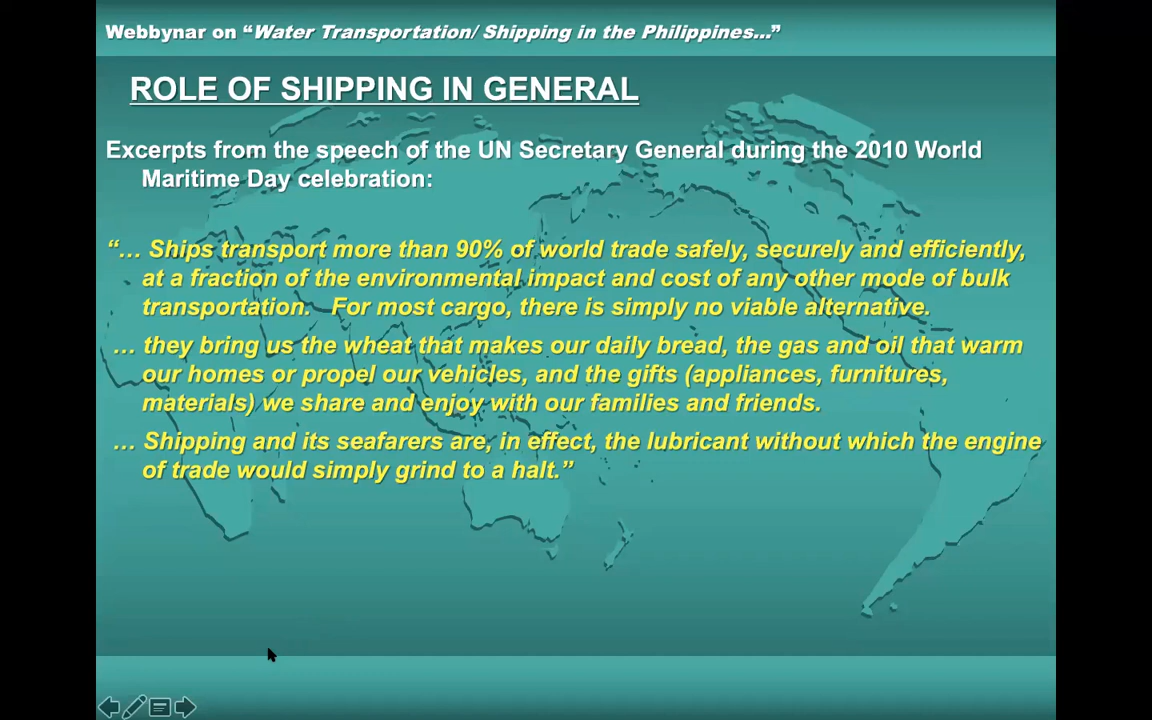 Webbynar on “Water Transportation/ Shipping in the Philippines...”
ROLE OF SHIPPING IN GENERAL
Excerpts from the speech of the UN Secretary General during the 2010 World
Maritime Day celebration:
“... Ships transport more than 90% of world trade safely, securely and efficiently,
at a fraction of the environmental impact and cost of any other mode of bulk
transportation. For most cargo, there is simply no viable alternative.
... they bring us the wheat that makes our daily bread, the gas and oil that warm
our homes or propel our vehicles, and the gifts (appliances, furnitures,
materials) we share and enjoy with our families and friends.
... Shipping and its seafarers are, in effect, the lubricant without which the engine
of trade would simply grind to a halt.”